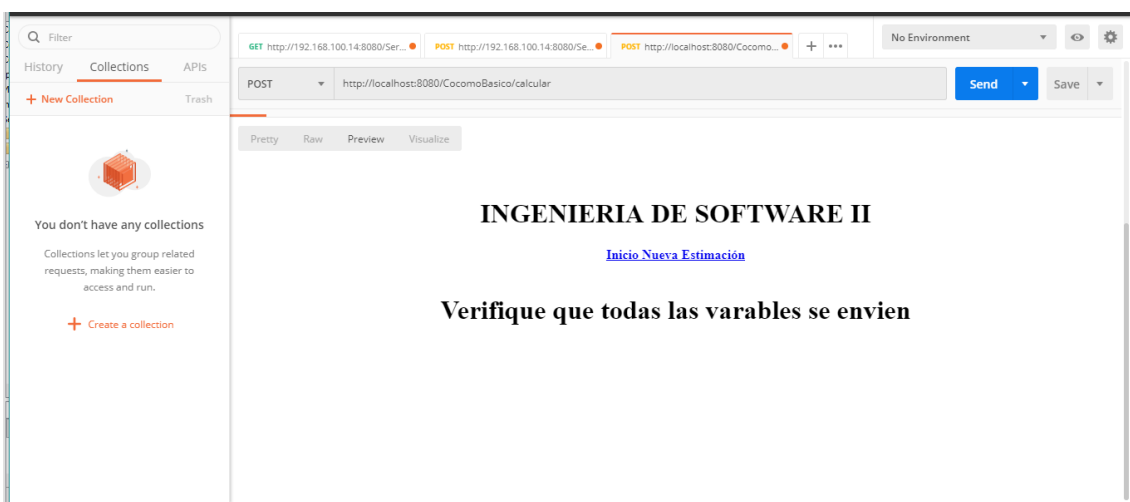 Filter
History Collections APIs
+ New Collection Trash
You don't have any collections
Collections let you group related
requests, making them easier to
access and run.
+ Create a collection
GET http://192.168.100.14:8080/Ser...
POST http://192.168.100.14:8080/Se...
POST http://localhost:8080/Cocomo...
+ •••
No Environment
POST http://localhost:8080/CocomoBasico/calcular
Send Save
Pretty Raw Preview Visualize
INGENIERIA DE SOFTWARE II
Inicio Nueva Estimación
Verifique que todas las varables se envien